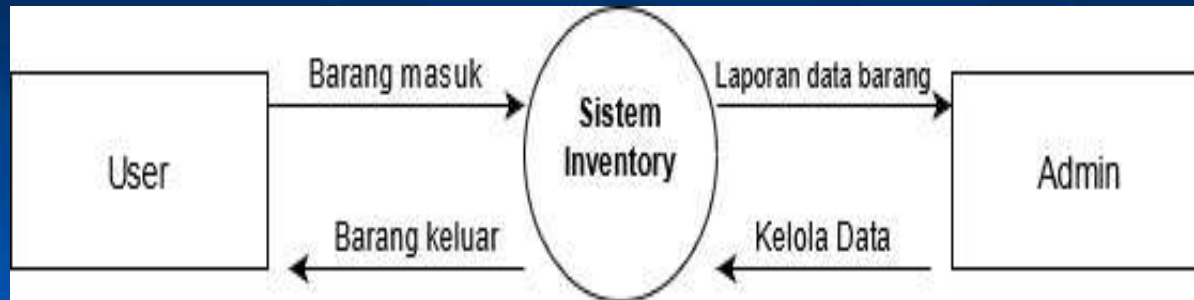 Barang masuk
Laporan data barang
User
Sistem
Inventory
Admin
Barang keluar
Kelola Data